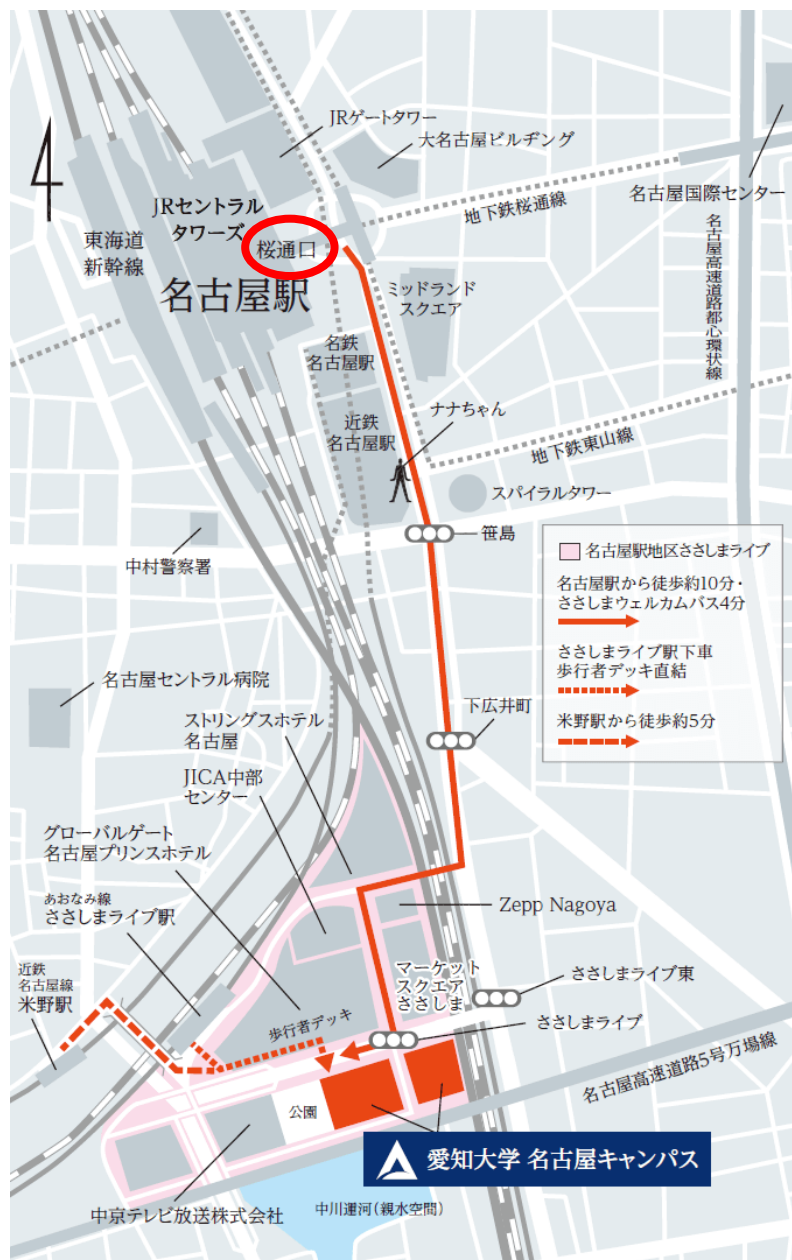 JRゲートタワー
大名古屋ビルヂング
名古屋国際センター
JRセントラル
タワーズ
地下鉄桜通線
東海道
新幹線
桜通口
名古屋高速道路都心環状線
名古屋駅
ミッドランド
スクエア
名鉄
名古屋駅
ナナちゃん
近鉄
名古屋駅
地下鉄東山線
スパイラルタワー
笹島
中村警察署
名古屋駅地区ささしまライブ
名古屋駅から徒歩約10分・
ささしまウェルカムバス4分
ささしまライブ駅下車
歩行者デッキ直結
米野駅から徒歩約5分
名古屋セントラル病院
下広井町
ストリングスホテル
名古屋
JICA中部
センター
グローバルゲート
名古屋プリンスホテル
あおなみ線
ささしまライブ駅
Zepp Nagoya
近鉄
名古屋線
米野駅
マーケット
スクエア
ささしま
ささしまライブ東
歩行者デッキ
ささしまライブ
名古屋高速道路5号万場線
公園
愛知大学 名古屋キャンパス
中京テレビ放送株式会社
中川運河(親水空間)